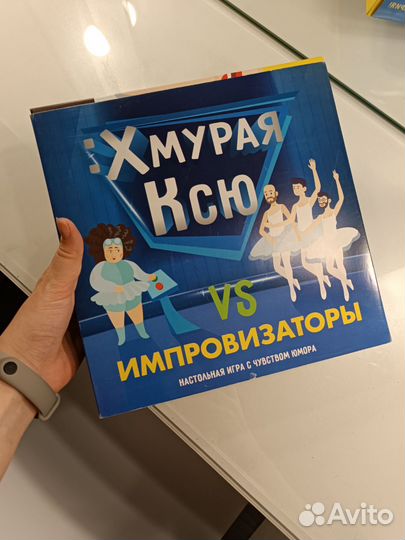 :ХМУРАЯ
КСЮ
VS
ИМПРОВИЗАТОРЫ
НАСТОЛЬНАЯ ИГРА С ЧУВСТВОМ ЮМОРА
Avito